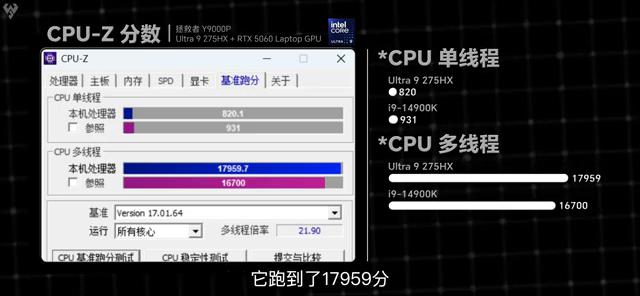 CPU-Z 分数
拯救者 Y9000P
Ultra 9 275HX + RTX 5060 Laptop GPU
intel
CORE
ULTRA 9
CPU-Z
处理器 主板 内存 SPD 显卡 基准跑分 关于
CPU 单线程
本机处理器 820.1
参照 931
CPU 多线程
本机处理器 17959.7
参照 16700
基准 Version 17.01.64
运行 所有核心 多线程倍率 21.90
CPU 基准跑分测试 CPU 稳定性测试 提交与比较
*CPU 单线程
Ultra 9 275HX
820
i9-14900K
931
*CPU 多线程
Ultra 9 275HX
17959
i9-14900K
16700
它跑到了17959分